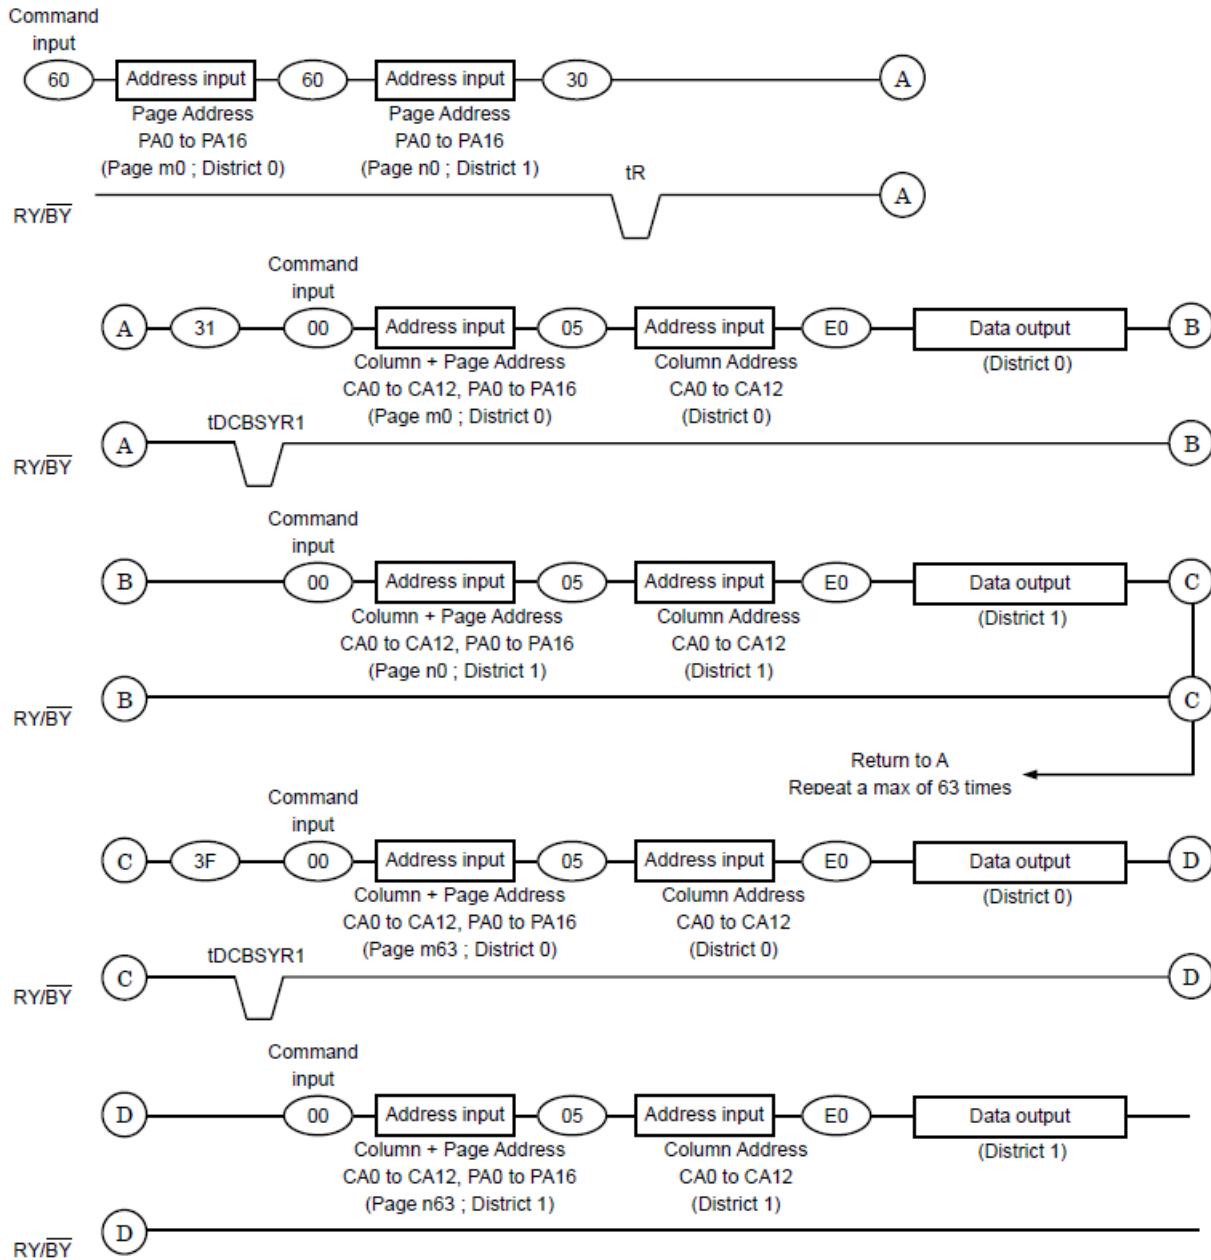 Command
input
60 Address input 60 Address input 30 A
Page Address Page Address
PA0 to PA16 PA0 to PA16
(Page m0 ; District 0) (Page n0 ; District 1)
tR
RY/BY A
Command
input
A 31 00 Address input 05 Address input E0 Data output B
Column + Page Address Column Address (District 0)
CA0 to CA12, PA0 to PA16 CA0 to CA12
(Page m0 ; District 0) (District 0)
tDCBSYR1
RY/BY A B
Command
input
B 00 Address input 05 Address input E0 Data output C
Column + Page Address Column Address (District 1)
CA0 to CA12, PA0 to PA16 CA0 to CA12
(Page n0 ; District 1) (District 1)
RY/BY B C
Return to A
Repeat a max of 63 times
Command
input
C 3F 00 Address input 05 Address input E0 Data output D
Column + Page Address Column Address (District 0)
CA0 to CA12, PA0 to PA16 CA0 to CA12
(Page m63 ; District 0) (District 0)
tDCBSYR1
RY/BY C D
Command
input
D 00 Address input 05 Address input E0 Data output
Column + Page Address Column Address (District 1)
CA0 to CA12, PA0 to PA16 CA0 to CA12
(Page n63 ; District 1) (District 1)
RY/BY D